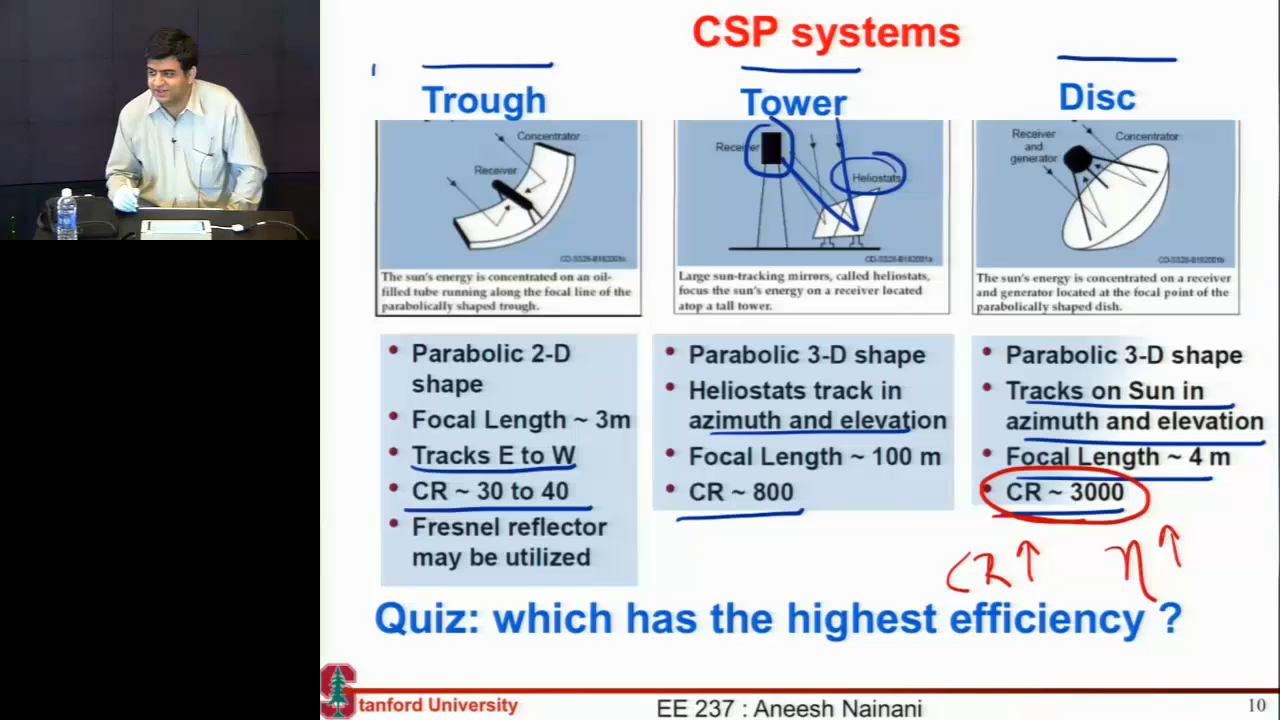 CSP systems
Trough
Concentrator
Receiver
The sun's energy is concentrated on an oil-
filled tube running along the focal line of the
parabolically shaped trough.
Parabolic 2-D
shape
Focal Length ~ 3m
Tracks E to W
CR ~ 30 to 40
Fresnel reflector
may be utilized
Tower
Receiver
Heliostats
Large sun-tracking mirrors, called heliostats,
focus the sun's energy on a receiver located
atop a tall tower.
Parabolic 3-D shape
Heliostats track in
azimuth and elevation
Focal Length ~ 100 m
CR ~ 800
Disc
Receiver
and
generator
Concentrator
The sun's energy is concentrated on a receiver
and generator located at the focal point of the
parabolically shaped dish.
Parabolic 3-D shape
Tracks on Sun in
azimuth and elevation
Focal Length ~ 4 m
CR ~ 3000
CR ↑ η ↑
Quiz: which has the highest efficiency ?
Stanford University
EE 237 : Aneesh Nainani
10